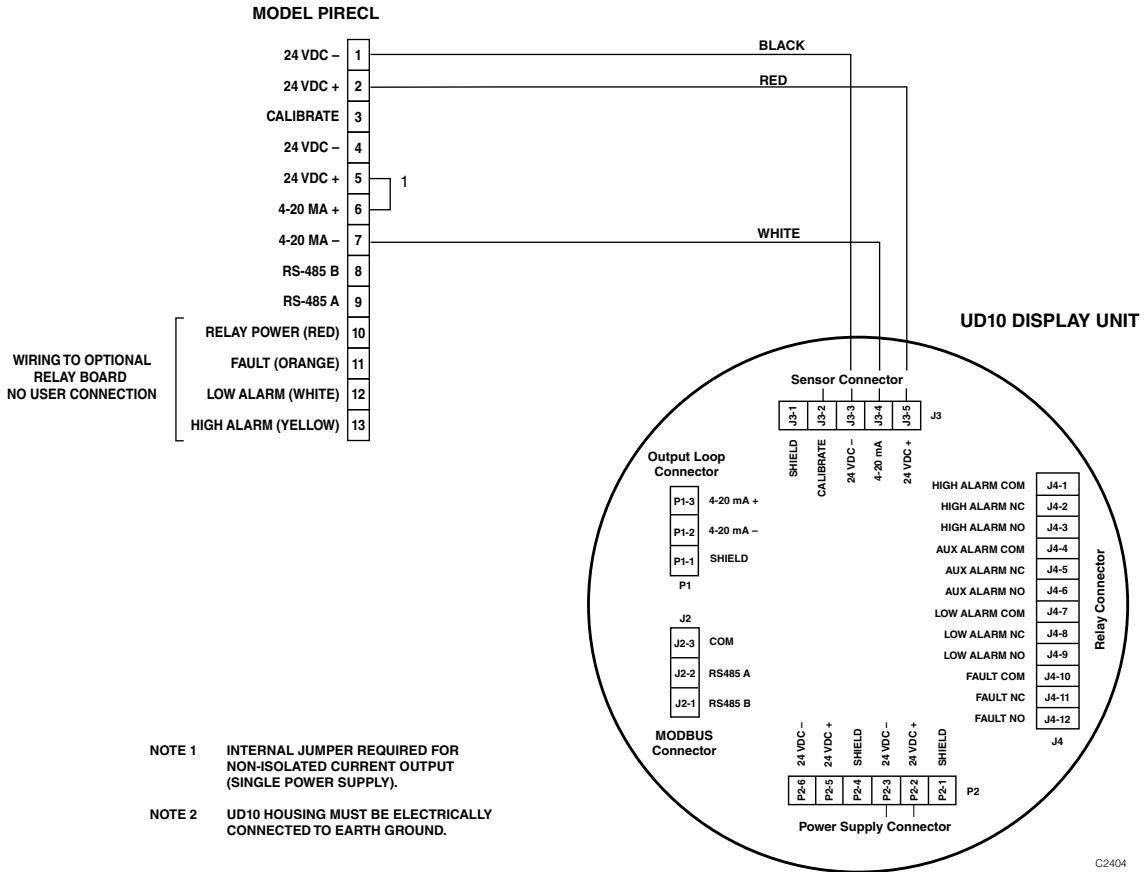 MODEL PIRECL
24 VDC – 1
24 VDC + 2
CALIBRATE 3
24 VDC – 4
24 VDC + 5
4-20 MA + 6
4-20 MA – 7
RS-485 B 8
RS-485 A 9
RELAY POWER (RED) 10
FAULT (ORANGE) 11
LOW ALARM (WHITE) 12
HIGH ALARM (YELLOW) 13
1
WIRING TO OPTIONAL
RELAY BOARD
NO USER CONNECTION
BLACK
RED
WHITE
UD10 DISPLAY UNIT
Sensor Connector
J3-1 J3-2 J3-3 J3-4 J3-5 J3
SHIELD
CALIBRATE
24 VDC –
4-20 mA
24 VDC +
Output Loop
Connector
P1-3 4-20 mA +
P1-2 4-20 mA –
P1-1 SHIELD
P1
J2
J2-3 COM
J2-2 RS485 A
J2-1 RS485 B
MODBUS
Connector
HIGH ALARM COM J4-1
HIGH ALARM NC J4-2
HIGH ALARM NO J4-3
AUX ALARM COM J4-4
AUX ALARM NC J4-5
AUX ALARM NO J4-6
LOW ALARM COM J4-7
LOW ALARM NC J4-8
LOW ALARM NO J4-9
FAULT COM J4-10
FAULT NC J4-11
FAULT NO J4-12
J4
Relay Connector
24 VDC –
24 VDC +
SHIELD
24 VDC –
24 VDC +
SHIELD
P2-6 P2-5 P2-4 P2-3 P2-2 P2-1 P2
Power Supply Connector
NOTE 1 INTERNAL JUMPER REQUIRED FOR
NON-ISOLATED CURRENT OUTPUT
(SINGLE POWER SUPPLY).
NOTE 2 UD10 HOUSING MUST BE ELECTRICALLY
CONNECTED TO EARTH GROUND.
C2404